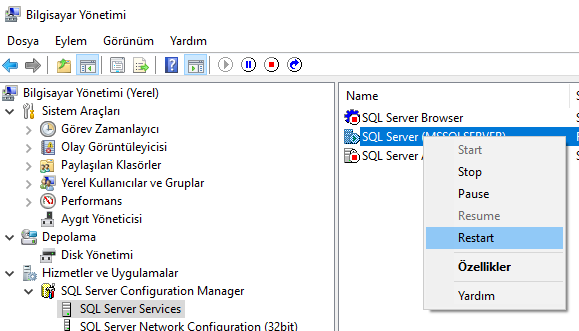 Bilgisayar Yönetimi
Dosya Eylem Görünüm Yardım
Bilgisayar Yönetimi (Yerel)
Sistem Araçları
Görev Zamanlayıcı
Olay Görüntüleyicisi
Paylaşılan Klasörler
Yerel Kullanıcılar ve Gruplar
Performans
Aygıt Yöneticisi
Depolama
Disk Yönetimi
Hizmetler ve Uygulamalar
SQL Server Configuration Manager
SQL Server Services
SQL Server Network Configuration (32bit)
Name
SQL Server Browser
SQL Server (MSSQLSERVER)
SQL Server
Start
Stop
Pause
Resume
Restart
Özellikler
Yardım